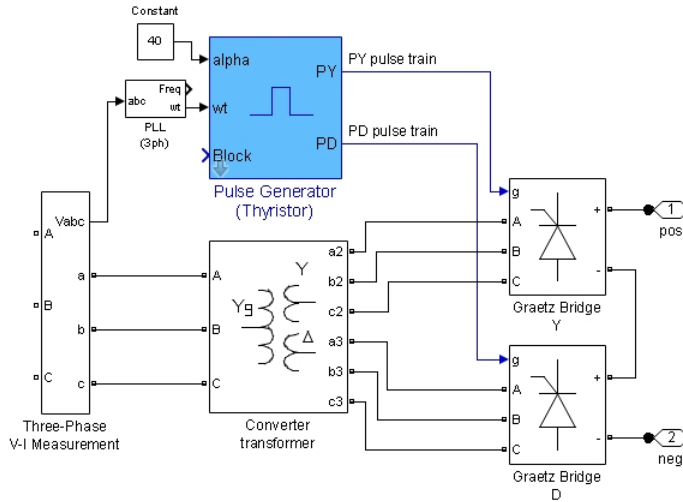 Constant
40
alpha
PY
PY pulse train
Freq
abc
wt
wt
PLL
(3ph)
PD
PD pulse train
Block
Pulse Generator
(Thyristor)
Vabc
A
a
B
b
C
c
Three-Phase
V-I Measurement
A
B
C
Yg
Y
Δ
a2
b2
c2
a3
b3
c3
Converter
transformer
g
A
B
C
+
-
1
pos
Graetz Bridge
Y
g
A
B
C
+
-
2
neg
Graetz Bridge
D